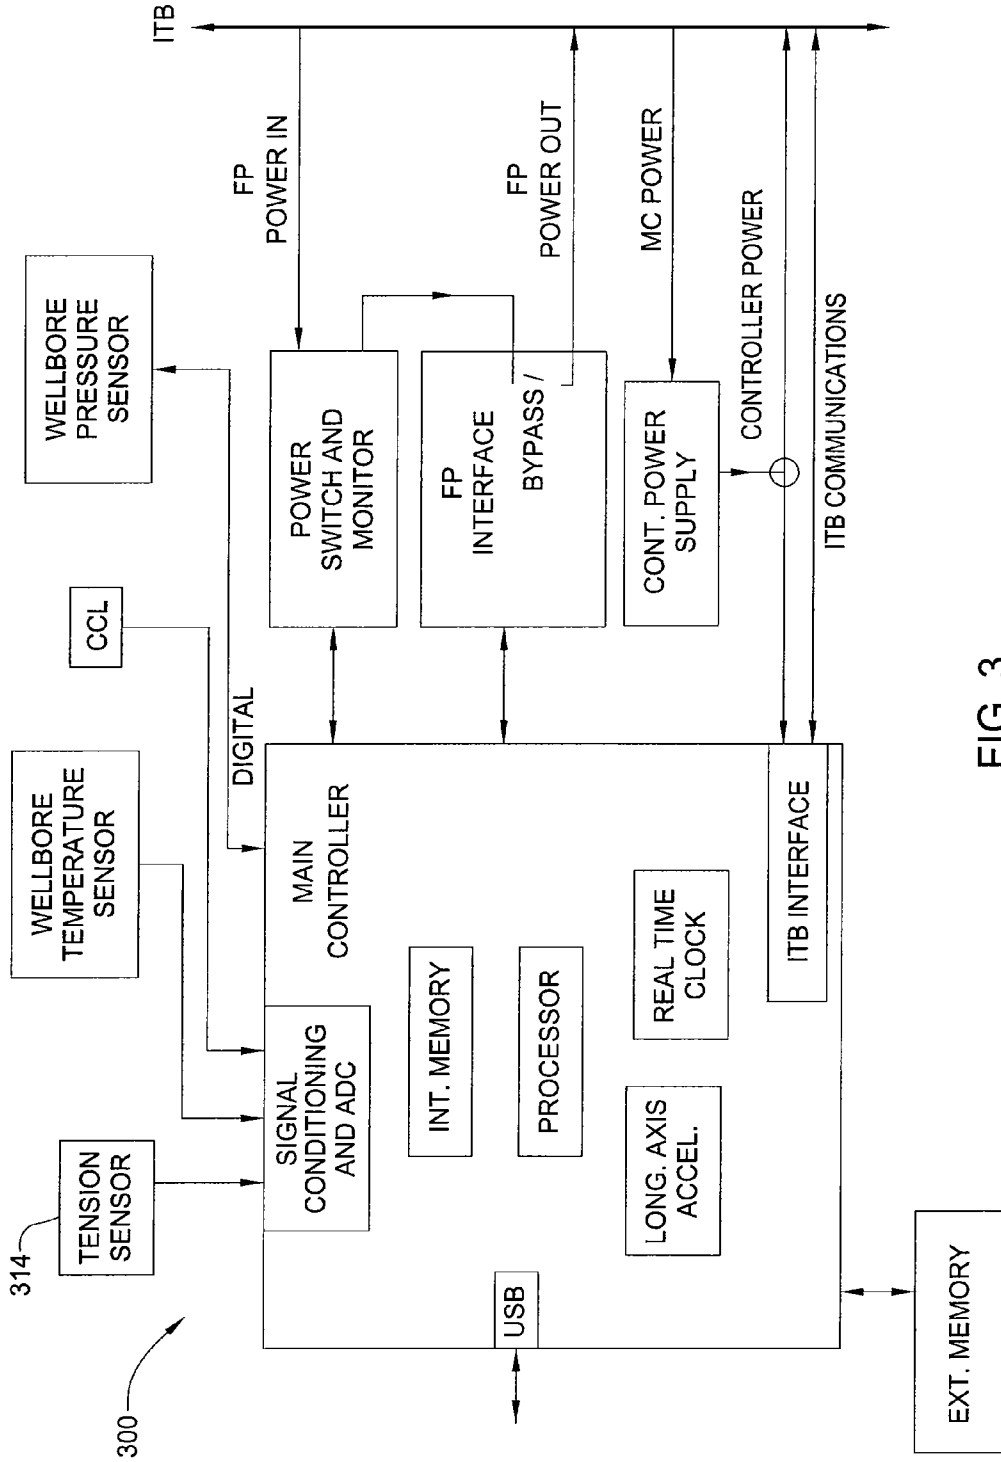 300
314
TENSION
SENSOR
WELLBORE
TEMPERATURE
SENSOR
CCL
WELLBORE
PRESSURE
SENSOR
ITB
DIGITAL
SIGNAL
CONDITIONING
AND ADC
MAIN
CONTROLLER
POWER
SWITCH AND
MONITOR
FP
POWER IN
USB
INT. MEMORY
PROCESSOR
FP
INTERFACE
BYPASS /
FP
POWER OUT
LONG. AXIS
ACCEL.
REAL TIME
CLOCK
CONT. POWER
SUPPLY
MC POWER
ITB INTERFACE
CONTROLLER POWER
ITB COMMUNICATIONS
EXT. MEMORY
FIG. 3